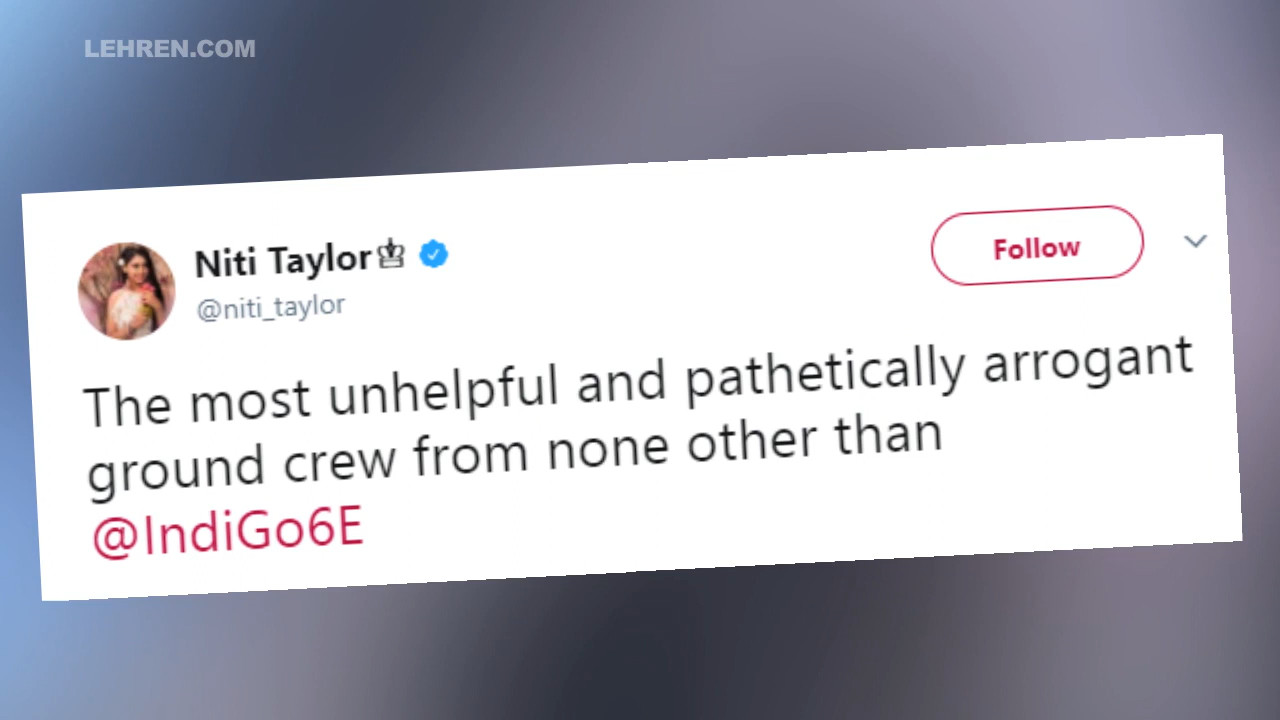 LEHREN.COM
Niti Taylor♔
@niti_taylor
Follow
The most unhelpful and pathetically arrogant
ground crew from none other than
@IndiGo6E